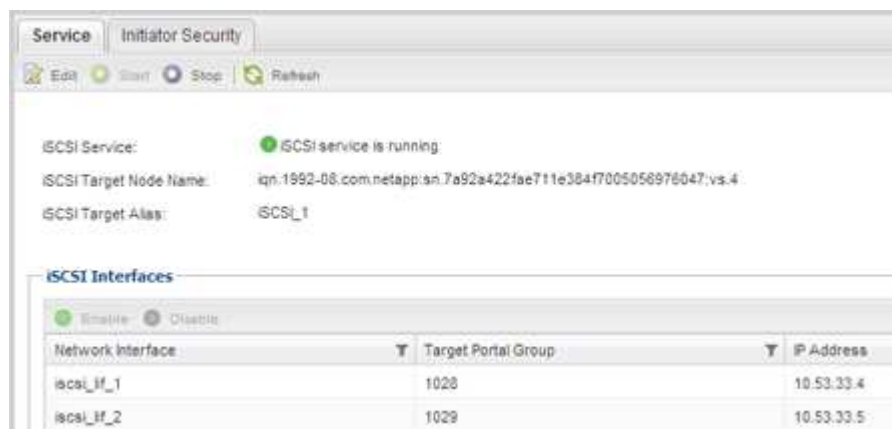 Service Initiator Security
Edit Start Stop Refresh
iSCSI Service: iSCSI service is running
iSCSI Target Node Name: iqn.1992-08.com.netapp:sn.7a92a422fae711e384f7005056976047:vs.4
iSCSI Target Alias: iSCSI_1
iSCSI Interfaces
Enable Disable
Network Interface Target Portal Group IP Address
iscsi_lif_1 1028 10.53.33.4
iscsi_lif_2 1029 10.53.33.5